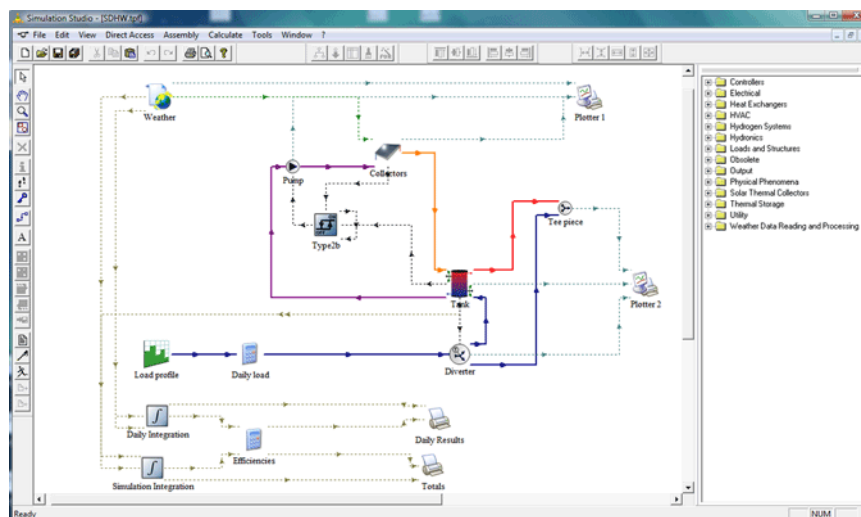 Simulation Studio - [SDHW.tpf]
File Edit View Direct Access Assembly Calculate Tools Window ?
Weather
Plotter 1
Pump
Collectors
Type2b
Tee piece
Tank
Plotter 2
Load profile
Daily load
Diverter
Daily Integration
Daily Results
Efficiencies
Simulation Integration
Totals
Controllers
Electrical
Heat Exchangers
HVAC
Hydrogen Systems
Hydronics
Loads and Structures
Obsolete
Output
Physical Phenomena
Solar Thermal Collectors
Thermal Storage
Utility
Weather Data Reading and Processing
Ready
NUM